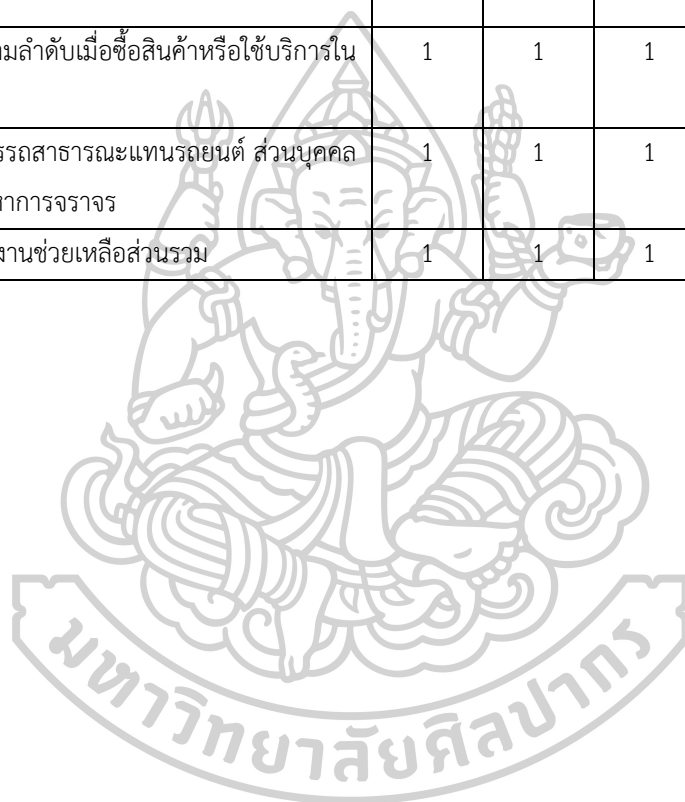 ามลำดับเมื่อซื้อสินค้าหรือใช้บริการใน 1 1 1
รรถสาธารณะแทนรถยนต์ ส่วนบุคคล 1 1 1
หาการจราจร
งานช่วยเหลือส่วนรวม 1 1 1
มหาวิทยาลัยศิลปากร